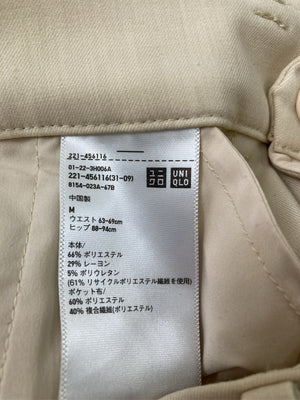 221-456116
01-22-3H006A
221-456116(31-09)
8154-023A-67B
ユニ
クロ
UNI
QLO
中国製
M
ウエスト 63-69cm
ヒップ 88-94cm
本体/
66% ポリエステル
29% レーヨン
5% ポリウレタン
(61% リサイクルポリエステル繊維を使用)
ポケット布/
60% ポリエステル
40% 複合繊維(ポリエステル)